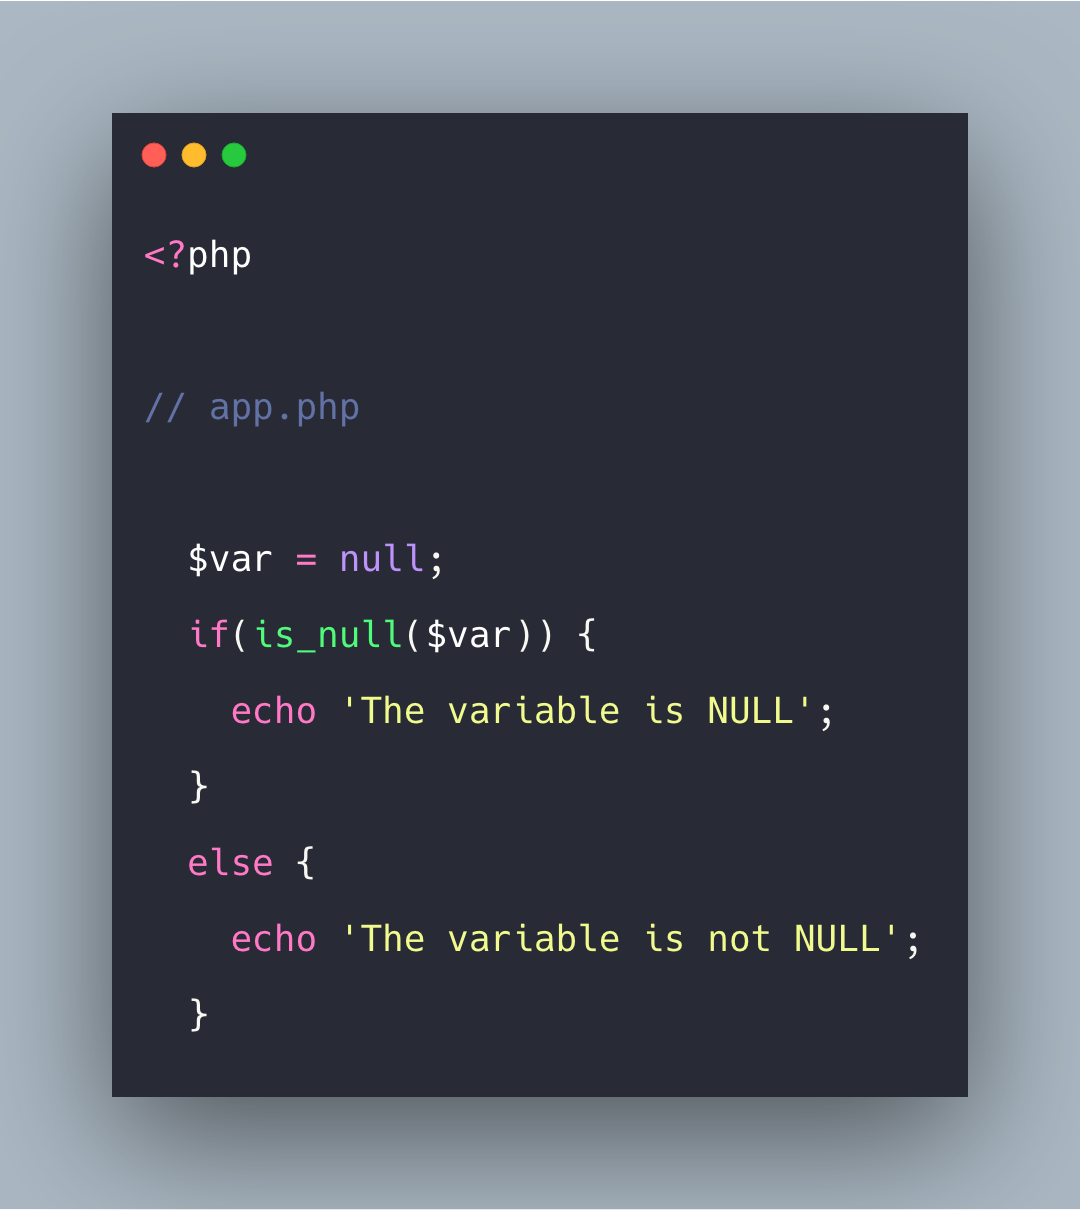 <?php
// app.php
$var = null;
if(is_null($var)) {
echo 'The variable is NULL';
}
else {
echo 'The variable is not NULL';
}